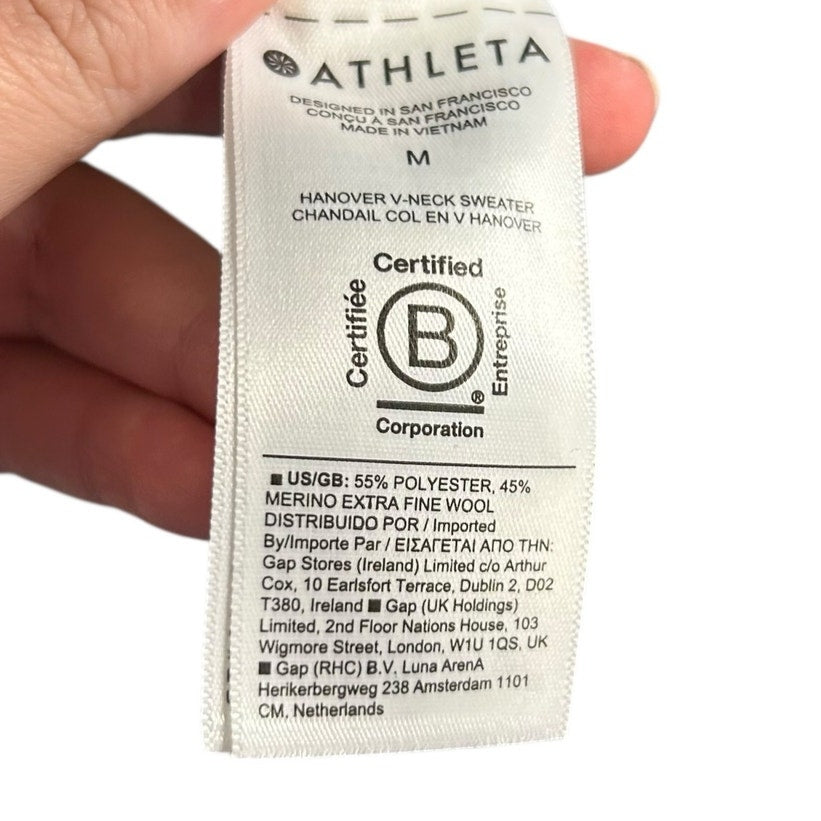 ATHLETA
DESIGNED IN SAN FRANCISCO
CONÇU À SAN FRANCISCO
MADE IN VIETNAM
M
HANOVER V-NECK SWEATER
CHANDAIL COL EN V HANOVER
Certified
Certifiée
B
Entreprise
®
Corporation
US/GB: 55% POLYESTER, 45%
MERINO EXTRA FINE WOOL
DISTRIBUIDO POR / Imported
By/Importe Par / ΕΙΣΑΓΕΤΑΙ ΑΠΟ ΤΗΝ:
Gap Stores (Ireland) Limited c/o Arthur
Cox, 10 Earlsfort Terrace, Dublin 2, D02
T380, Ireland ■ Gap (UK Holdings)
Limited, 2nd Floor Nations House, 103
Wigmore Street, London, W1U 1QS, UK
■ Gap (RHC) B.V. Luna ArenA
Herikerbergweg 238 Amsterdam 1101
CM, Netherlands